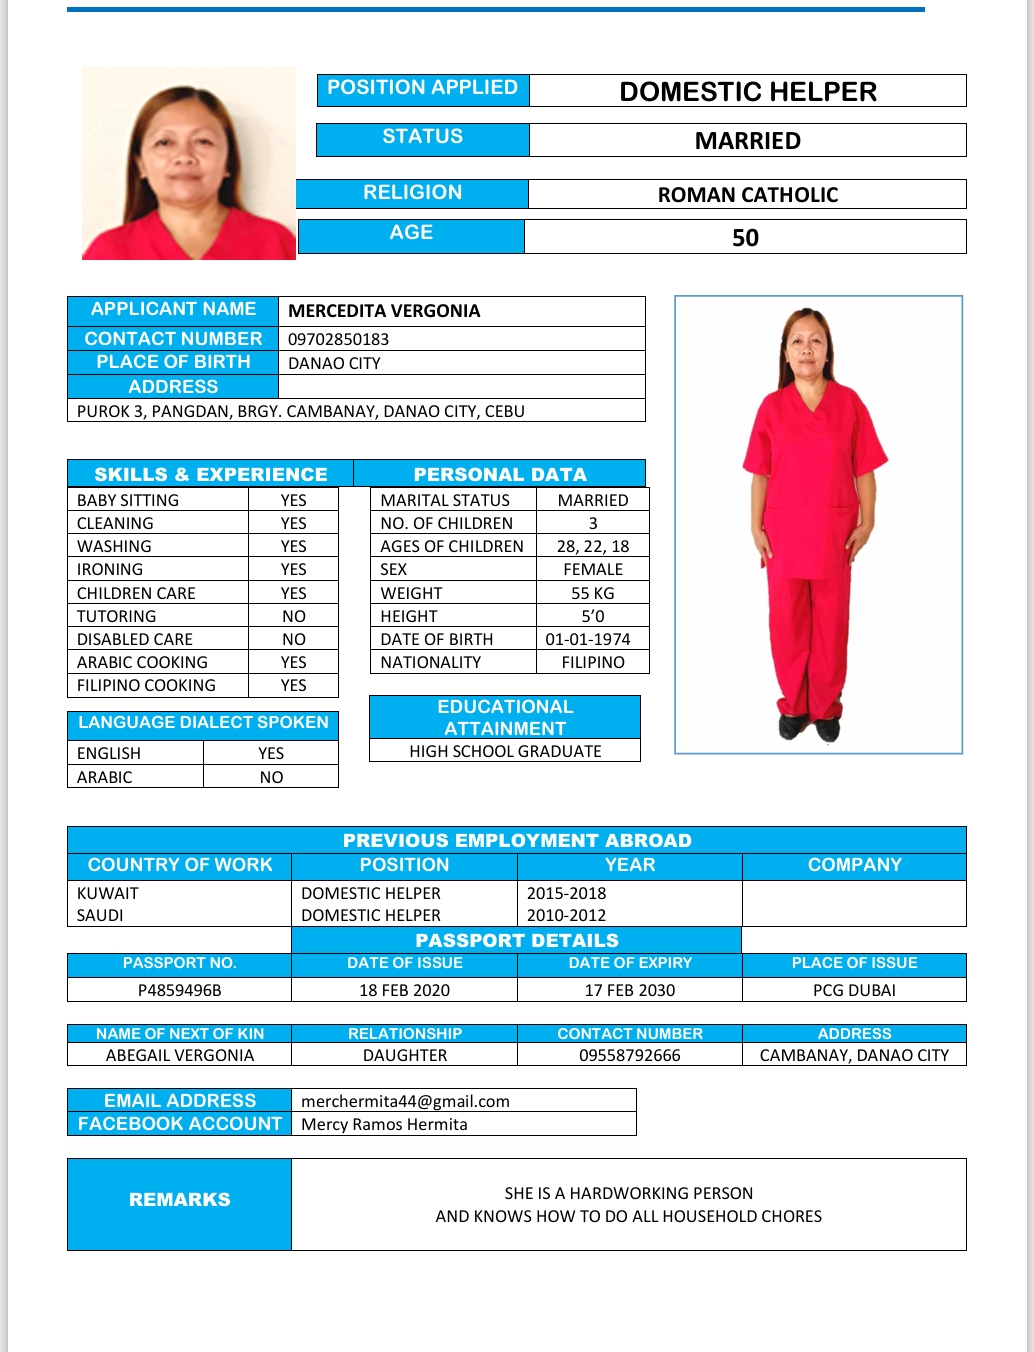 POSITION APPLIED DOMESTIC HELPER
STATUS MARRIED
RELIGION ROMAN CATHOLIC
AGE 50
APPLICANT NAME MERCEDITA VERGONIA
CONTACT NUMBER 09702850183
PLACE OF BIRTH DANAO CITY
ADDRESS
PUROK 3, PANGDAN, BRGY. CAMBANAY, DANAO CITY, CEBU
SKILLS & EXPERIENCE
BABY SITTING YES
CLEANING YES
WASHING YES
IRONING YES
CHILDREN CARE YES
TUTORING NO
DISABLED CARE NO
ARABIC COOKING YES
FILIPINO COOKING YES
LANGUAGE DIALECT SPOKEN
ENGLISH YES
ARABIC NO
PERSONAL DATA
MARITAL STATUS MARRIED
NO. OF CHILDREN 3
AGES OF CHILDREN 28, 22, 18
SEX FEMALE
WEIGHT 55 KG
HEIGHT 5’0
DATE OF BIRTH 01-01-1974
NATIONALITY FILIPINO
EDUCATIONAL
ATTAINMENT
HIGH SCHOOL GRADUATE
PREVIOUS EMPLOYMENT ABROAD
COUNTRY OF WORK POSITION YEAR COMPANY
KUWAIT DOMESTIC HELPER 2015-2018
SAUDI DOMESTIC HELPER 2010-2012
PASSPORT DETAILS
PASSPORT NO. DATE OF ISSUE DATE OF EXPIRY PLACE OF ISSUE
P4859496B 18 FEB 2020 17 FEB 2030 PCG DUBAI
NAME OF NEXT OF KIN RELATIONSHIP CONTACT NUMBER ADDRESS
ABEGAIL VERGONIA DAUGHTER 09558792666 CAMBANAY, DANAO CITY
EMAIL ADDRESS merchermita44@gmail.com
FACEBOOK ACCOUNT Mercy Ramos Hermita
REMARKS
SHE IS A HARDWORKING PERSON
AND KNOWS HOW TO DO ALL HOUSEHOLD CHORES